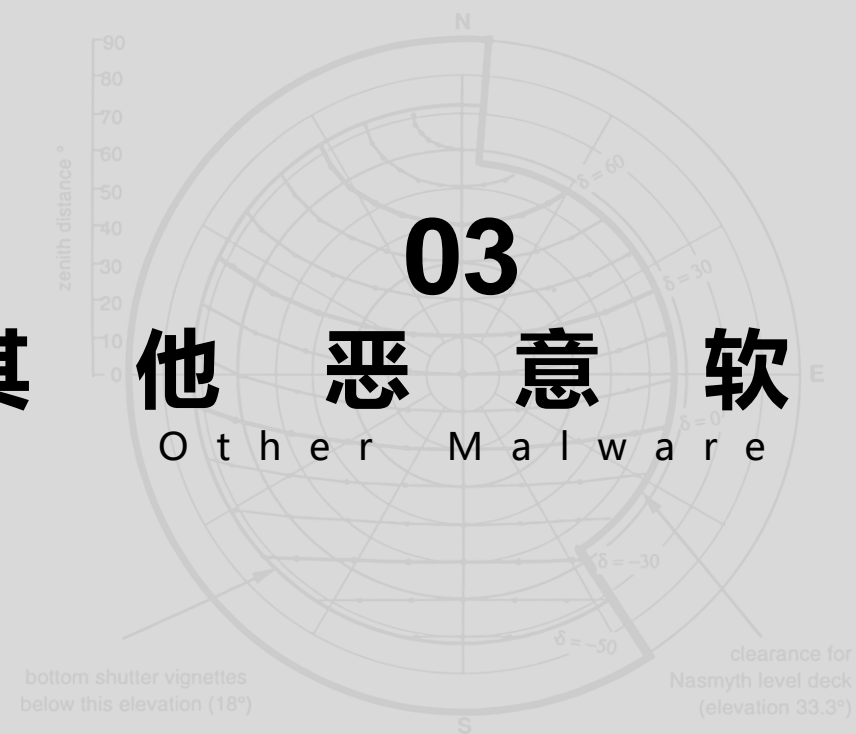 N
90
80
70
60
50
40
30
20
10
0
zenith distance °
δ = 60
δ = 30
03
其他恶意软
E
δ = 0
Other Malware
δ = −30
δ = −50
bottom shutter vignettes
below this elevation (18°)
clearance for
Nasmyth level deck
(elevation 33.3°)
S